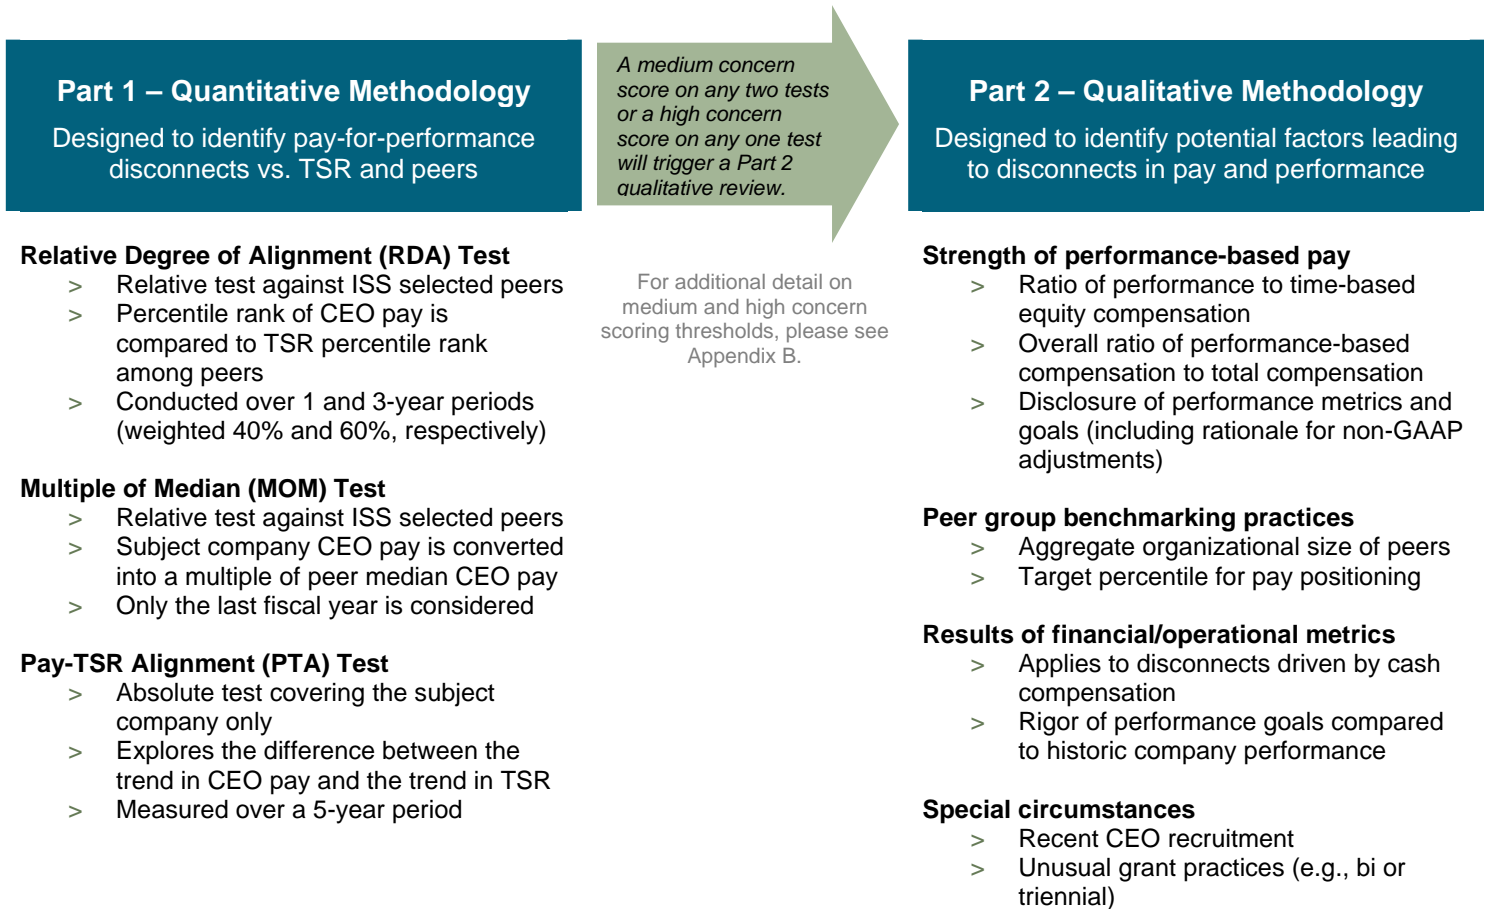 Part 1 – Quantitative Methodology
Designed to identify pay-for-performance
disconnects vs. TSR and peers
A medium concern
score on any two tests
or a high concern
score on any one test
will trigger a Part 2
qualitative review.
Part 2 – Qualitative Methodology
Designed to identify potential factors leading
to disconnects in pay and performance
Relative Degree of Alignment (RDA) Test
> Relative test against ISS selected peers
> Percentile rank of CEO pay is
compared to TSR percentile rank
among peers
> Conducted over 1 and 3-year periods
(weighted 40% and 60%, respectively)
Multiple of Median (MOM) Test
> Relative test against ISS selected peers
> Subject company CEO pay is converted
into a multiple of peer median CEO pay
> Only the last fiscal year is considered
Pay-TSR Alignment (PTA) Test
> Absolute test covering the subject
company only
> Explores the difference between the
trend in CEO pay and the trend in TSR
> Measured over a 5-year period
For additional detail on
medium and high concern
scoring thresholds, please see
Appendix B.
Strength of performance-based pay
> Ratio of performance to time-based
equity compensation
> Overall ratio of performance-based
compensation to total compensation
> Disclosure of performance metrics and
goals (including rationale for non-GAAP
adjustments)
Peer group benchmarking practices
> Aggregate organizational size of peers
> Target percentile for pay positioning
Results of financial/operational metrics
> Applies to disconnects driven by cash
compensation
> Rigor of performance goals compared
to historic company performance
Special circumstances
> Recent CEO recruitment
> Unusual grant practices (e.g., bi or
triennial)